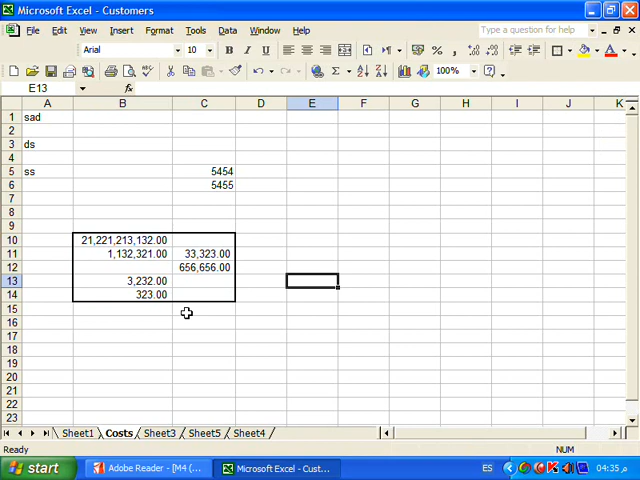 Microsoft Excel - Customers
File Edit View Insert Format Tools Data Window Help Type a question for help
Arial 10 B I U % ,
Σ 100%
E13 fx
A B C D E F G H I J K
1 sad
2
3 ds
4
5 ss 5454
6 5455
7
8
9
10 21,221,213,132.00
11 1,132,321.00 33,323.00
12 656,656.00
13 3,232.00
14 323.00
15
16
17
18
19
20
21
22
23
Sheet1 Costs Sheet3 Sheet5 Sheet4
Ready NUM
start Adobe Reader - [M4 (... Microsoft Excel - Cust... ES 04:35 م